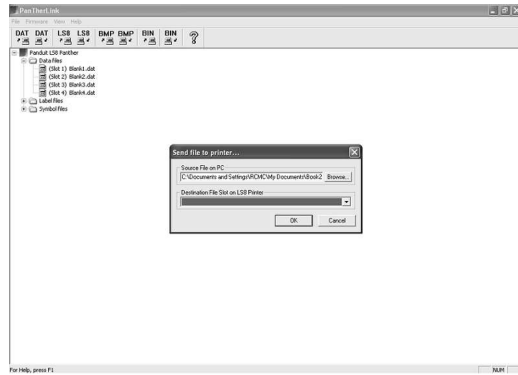 PanTherLink
File Firmware View Help
DAT DAT LS8 LS8 BMP BMP BIN BIN
Panduit LS8 Panther
Data files
(Slot 1) Blank1.dat
(Slot 2) Blank2.dat
(Slot 3) Blank3.dat
(Slot 4) Blank4.dat
Label files
Symbol files
Send file to printer...
Source File on PC
C:\Documents and Settings\RCMC\My Documents\Book2 Browse...
Destination File Slot on LS8 Printer
OK Cancel
For Help, press F1 NUM